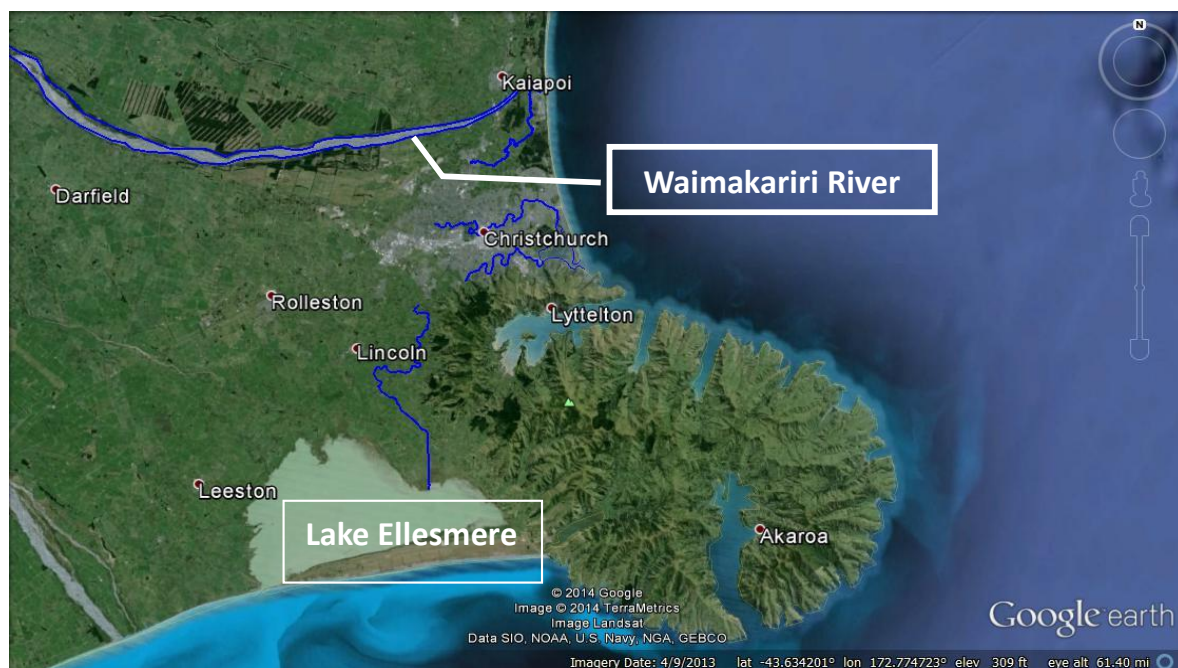 N
Kaiapoi
Waimakariri River
Darfield
Christchurch
Rolleston
Lyttelton
Lincoln
Leeston
Lake Ellesmere
Akaroa
© 2014 Google
Image © 2014 TerraMetrics
Image Landsat
Data SIO, NOAA, U.S. Navy, NGA, GEBCO
Google earth
Imagery Date: 4/9/2013 lat -43.634201° lon 172.774723° elev 309 ft eye alt 61.40 mi